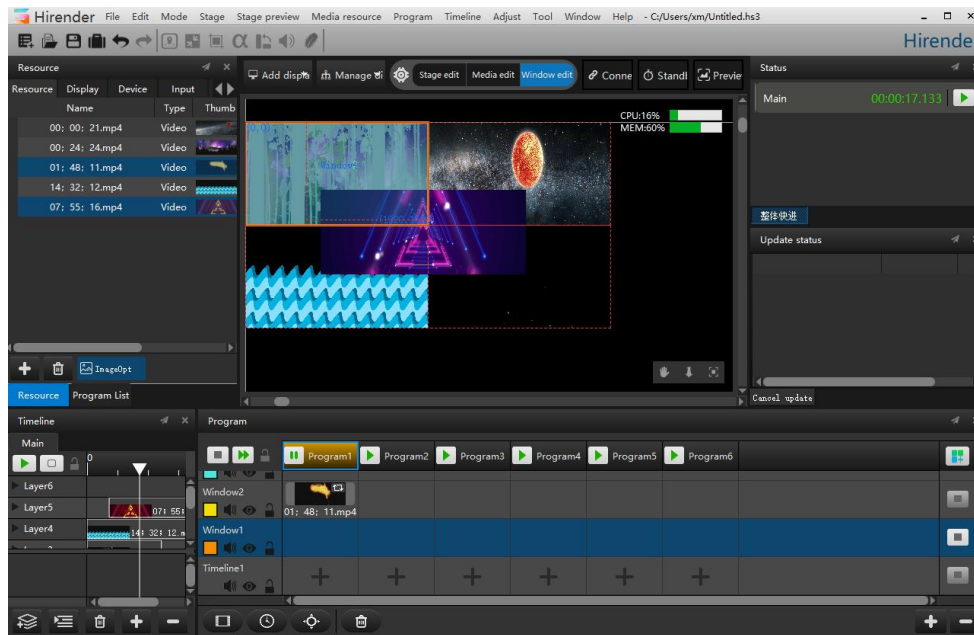 Hirender File Edit Mode Stage Stage preview Media resource Program Timeline Adjust Tool Window Help - C:/Users/xm/Untitled.hs3
Hirende
Resource
Resource Display Device Input
Name Type Thumb
00; 00; 21.mp4 Video
00; 24; 24.mp4 Video
01; 48; 11.mp4 Video
14; 32; 12.mp4 Video
07; 55; 16.mp4 Video
ImageOpt
Resource Program List
Add disp
Manage
Stage edit Media edit Window edit
Conne
Standl
Previe
CPU:16%
MEM:60%
Status
Main 00:00:17.133
整体快进
Update status
Cancel update
Timeline
Main
0
Layer6
Layer5 07; 55;
Layer4 14; 32; 12.m
Program
Program1 Program2 Program3 Program4 Program5 Program6
Window2
01; 48; 11.mp4
Window1
Timeline1